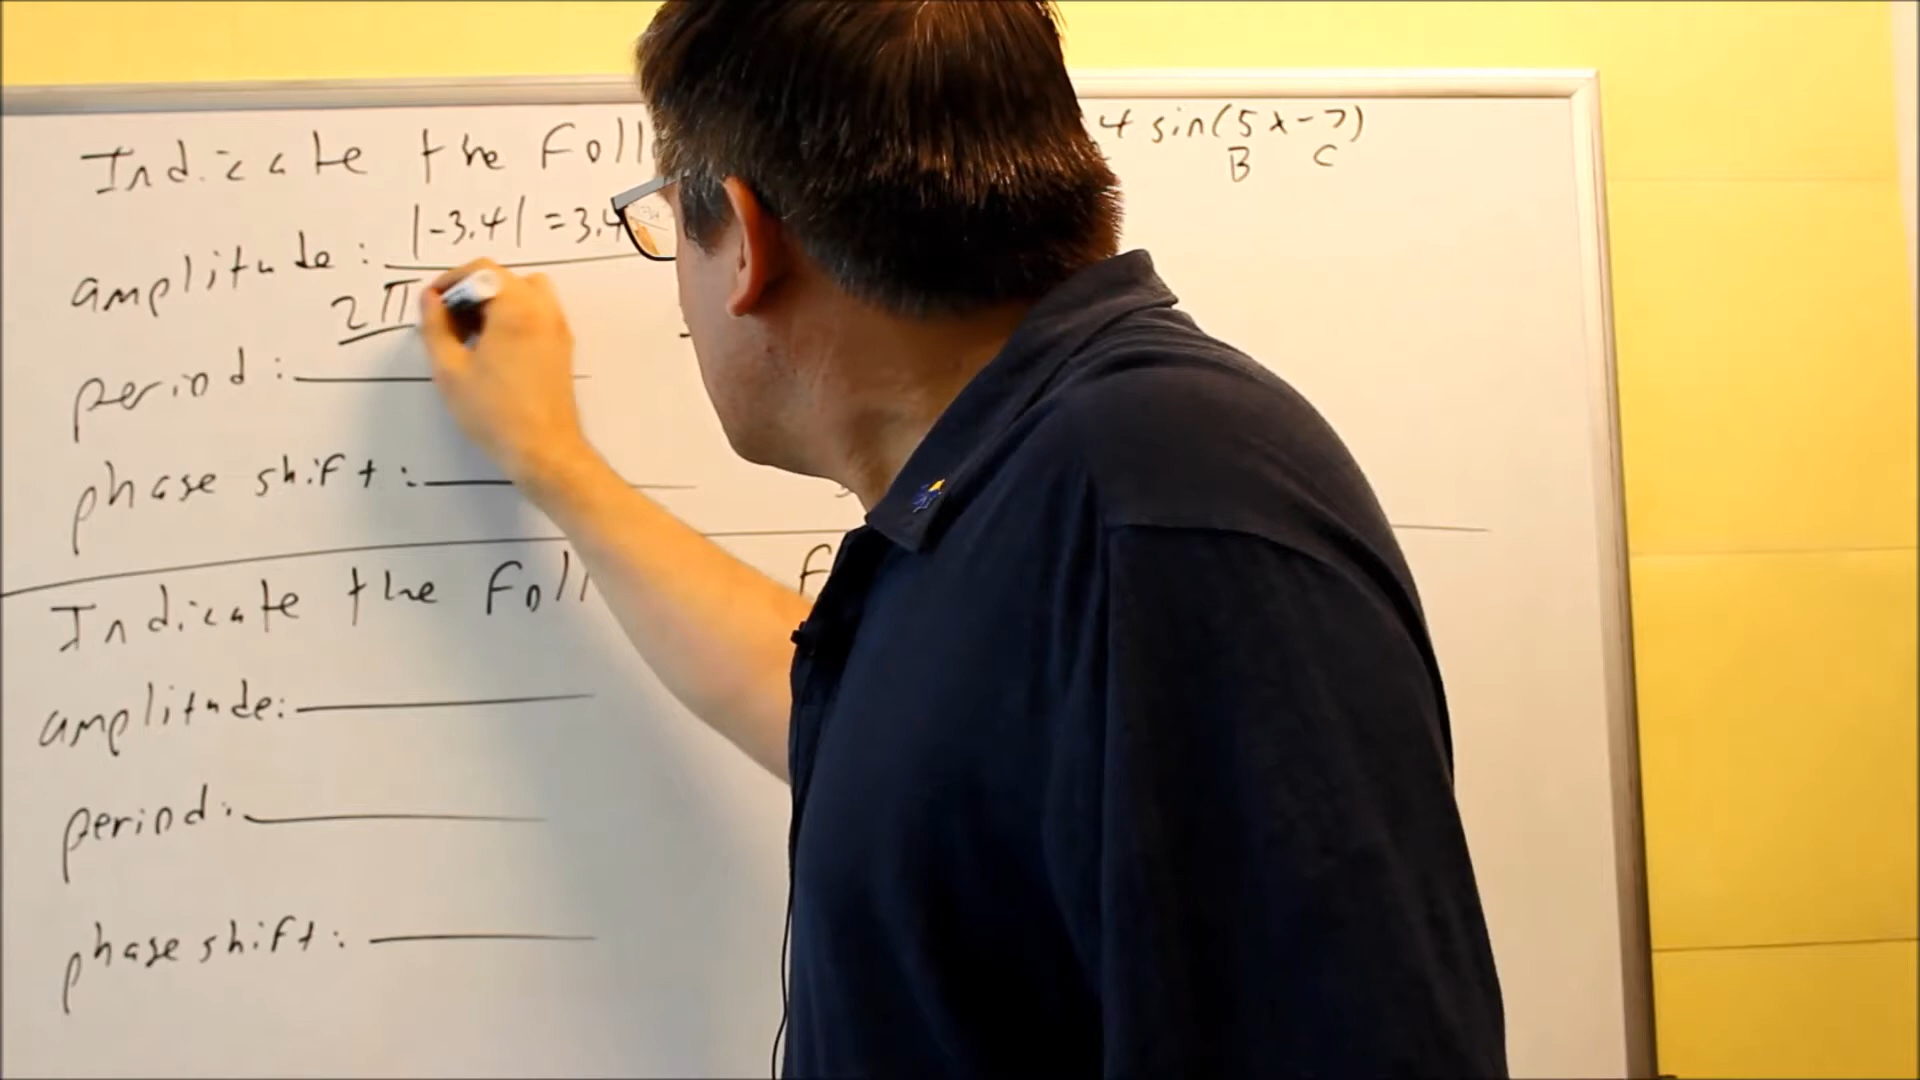 Indicate the Foll
4 sin(5x-7)
B C
amplitude: |-3.4| = 3.4
2π
period:
phase shift:
Indicate the Foll
f
amplitude:
period:
phase shift: